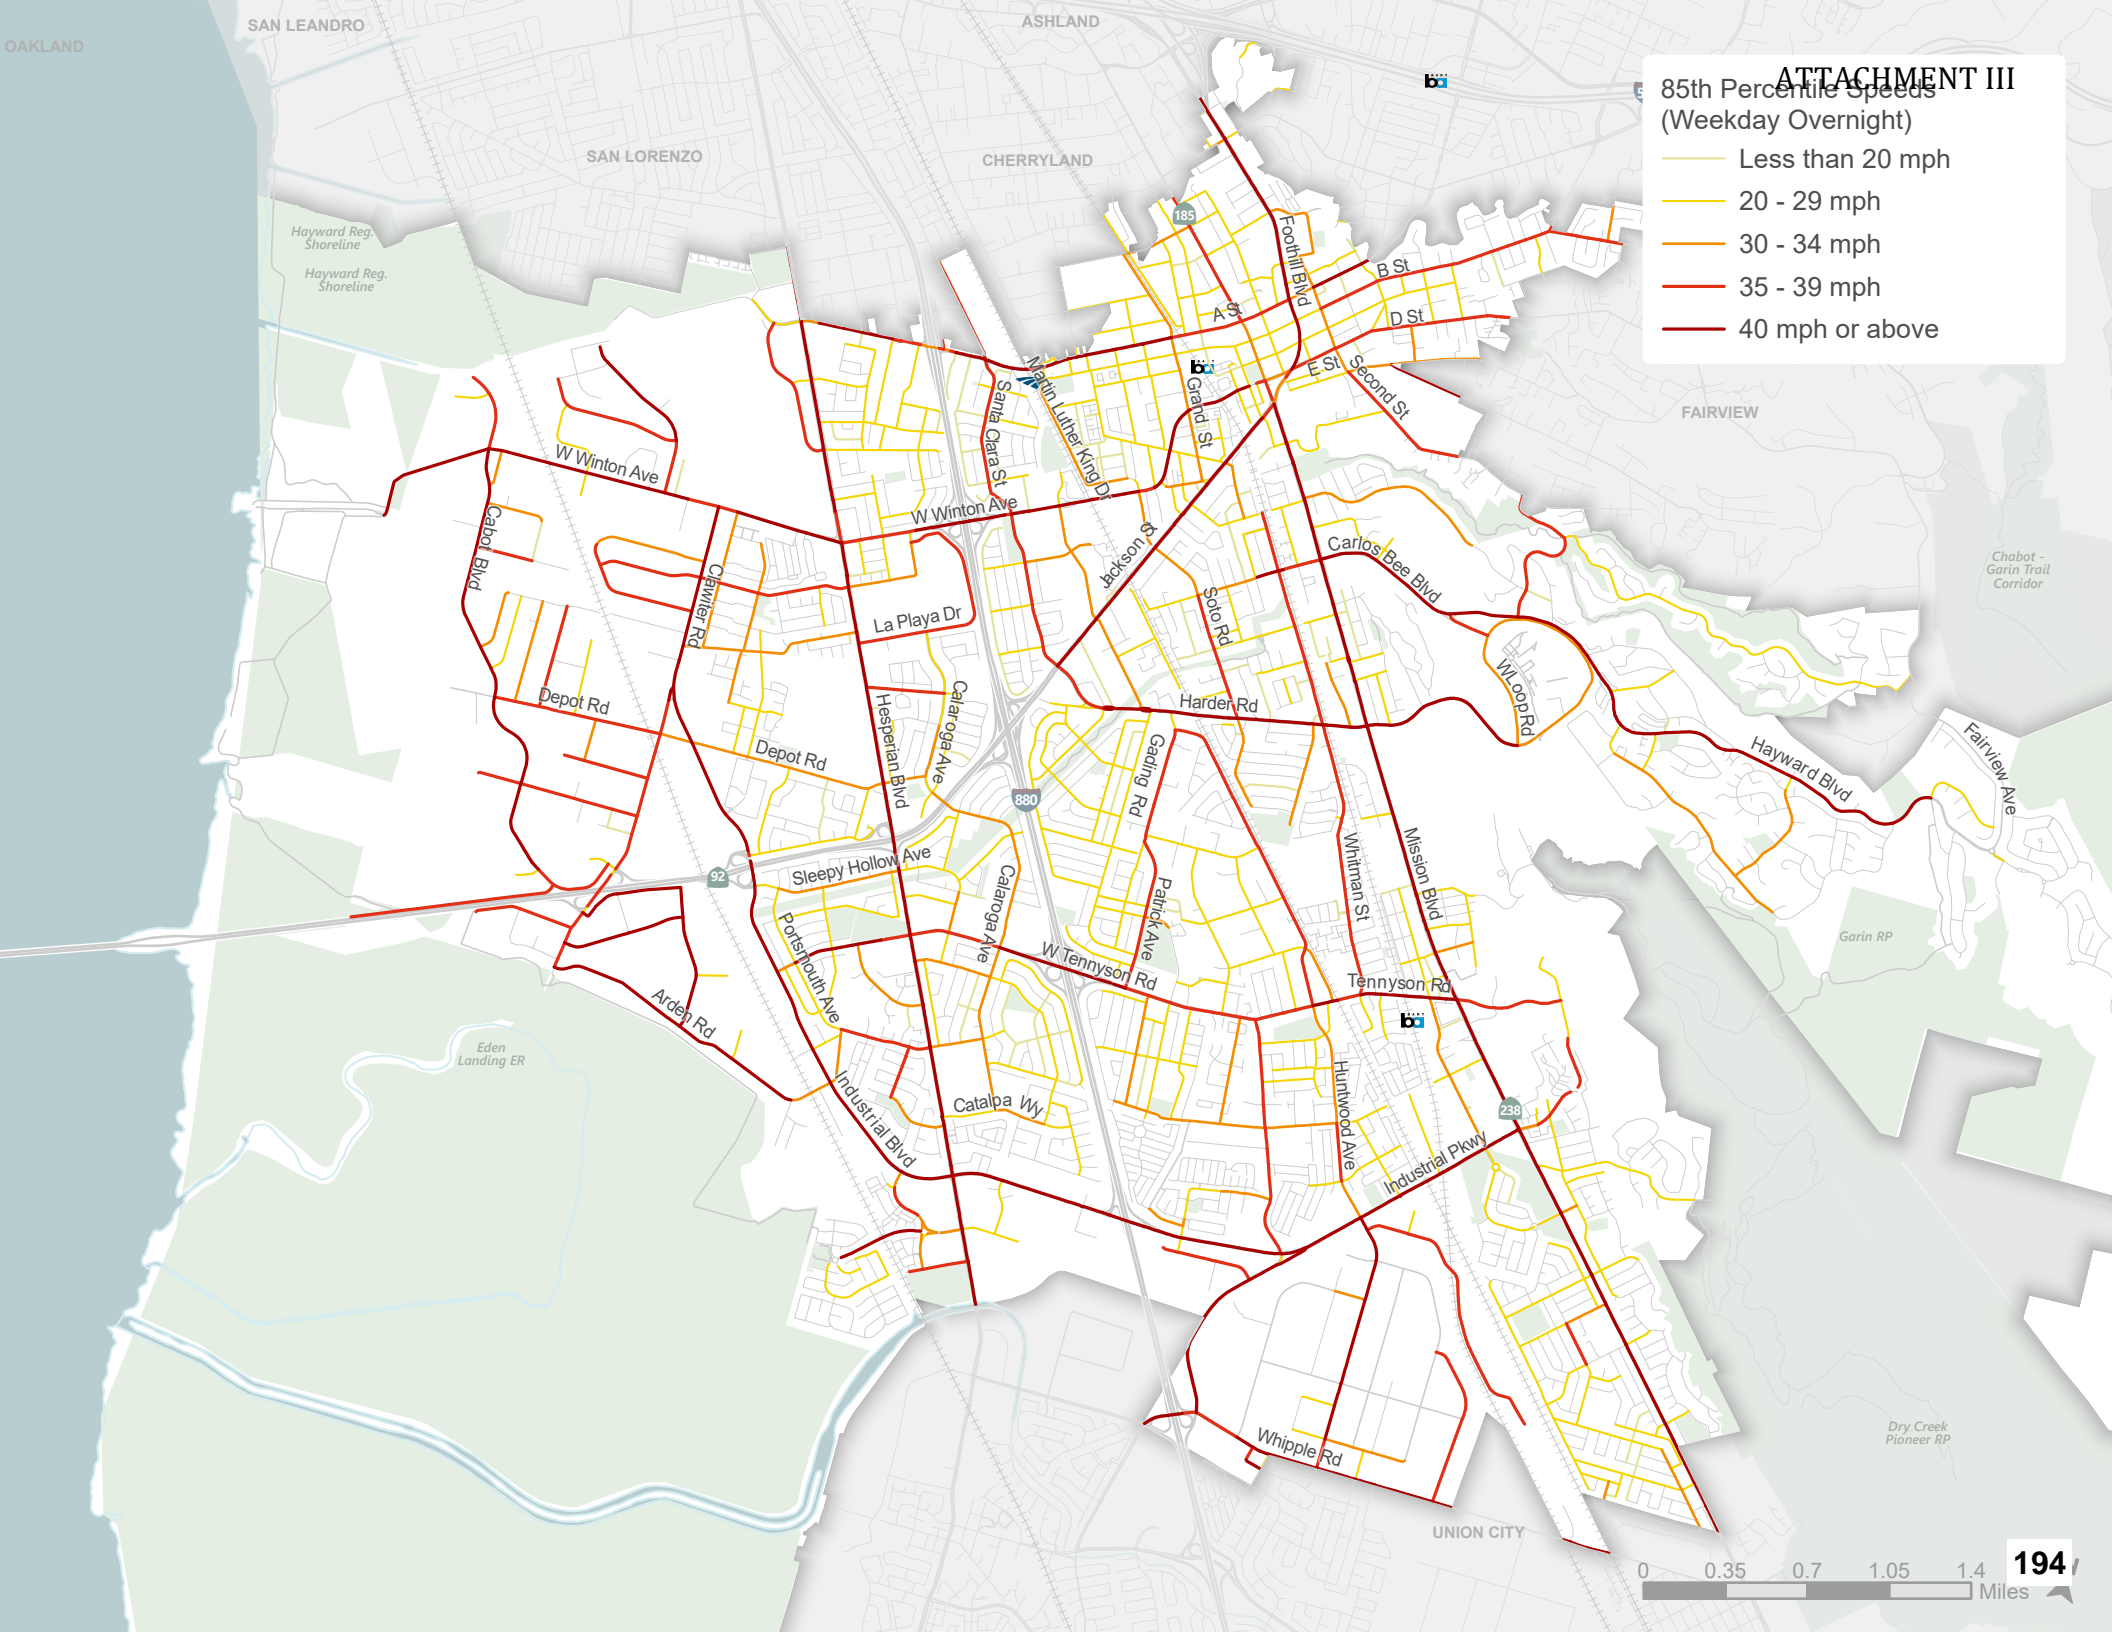 OAKLAND
SAN LEANDRO
ASHLAND
ATTACHMENT III
85th Percentile Speeds
(Weekday Overnight)
Less than 20 mph
20 - 29 mph
30 - 34 mph
35 - 39 mph
40 mph or above
SAN LORENZO
CHERRYLAND
185
Hayward Reg.
Shoreline
Hayward Reg.
Shoreline
Foothill Blvd
B St
A St
D St
E St
Second St
Martin Luther King Dr
Grand St
Santa Clara St
FAIRVIEW
W Winton Ave
W Winton Ave
Cabot Blvd
Jackson St
Carlos Bee Blvd
Chabot -
Garin Trail
Corridor
Clawiter Rd
La Playa Dr
Soto Rd
W Loop Rd
Depot Rd
Calaroga Ave
Harder Rd
Hesperian Blvd
Depot Rd
Gading Rd
Hayward Blvd
Fairview Ave
880
Whitman St
Mission Blvd
92
Sleepy Hollow Ave
Calaroga Ave
Patrick Ave
Portsmouth Ave
W Tennyson Rd
Garin RP
Tennyson Rd
Arden Rd
Eden
Landing ER
Huntwood Ave
Industrial Blvd
Catalpa Wy
238
Industrial Pkwy
Whipple Rd
Dry Creek
Pioneer RP
UNION CITY
194
0 0.35 0.7 1.05 1.4
Miles